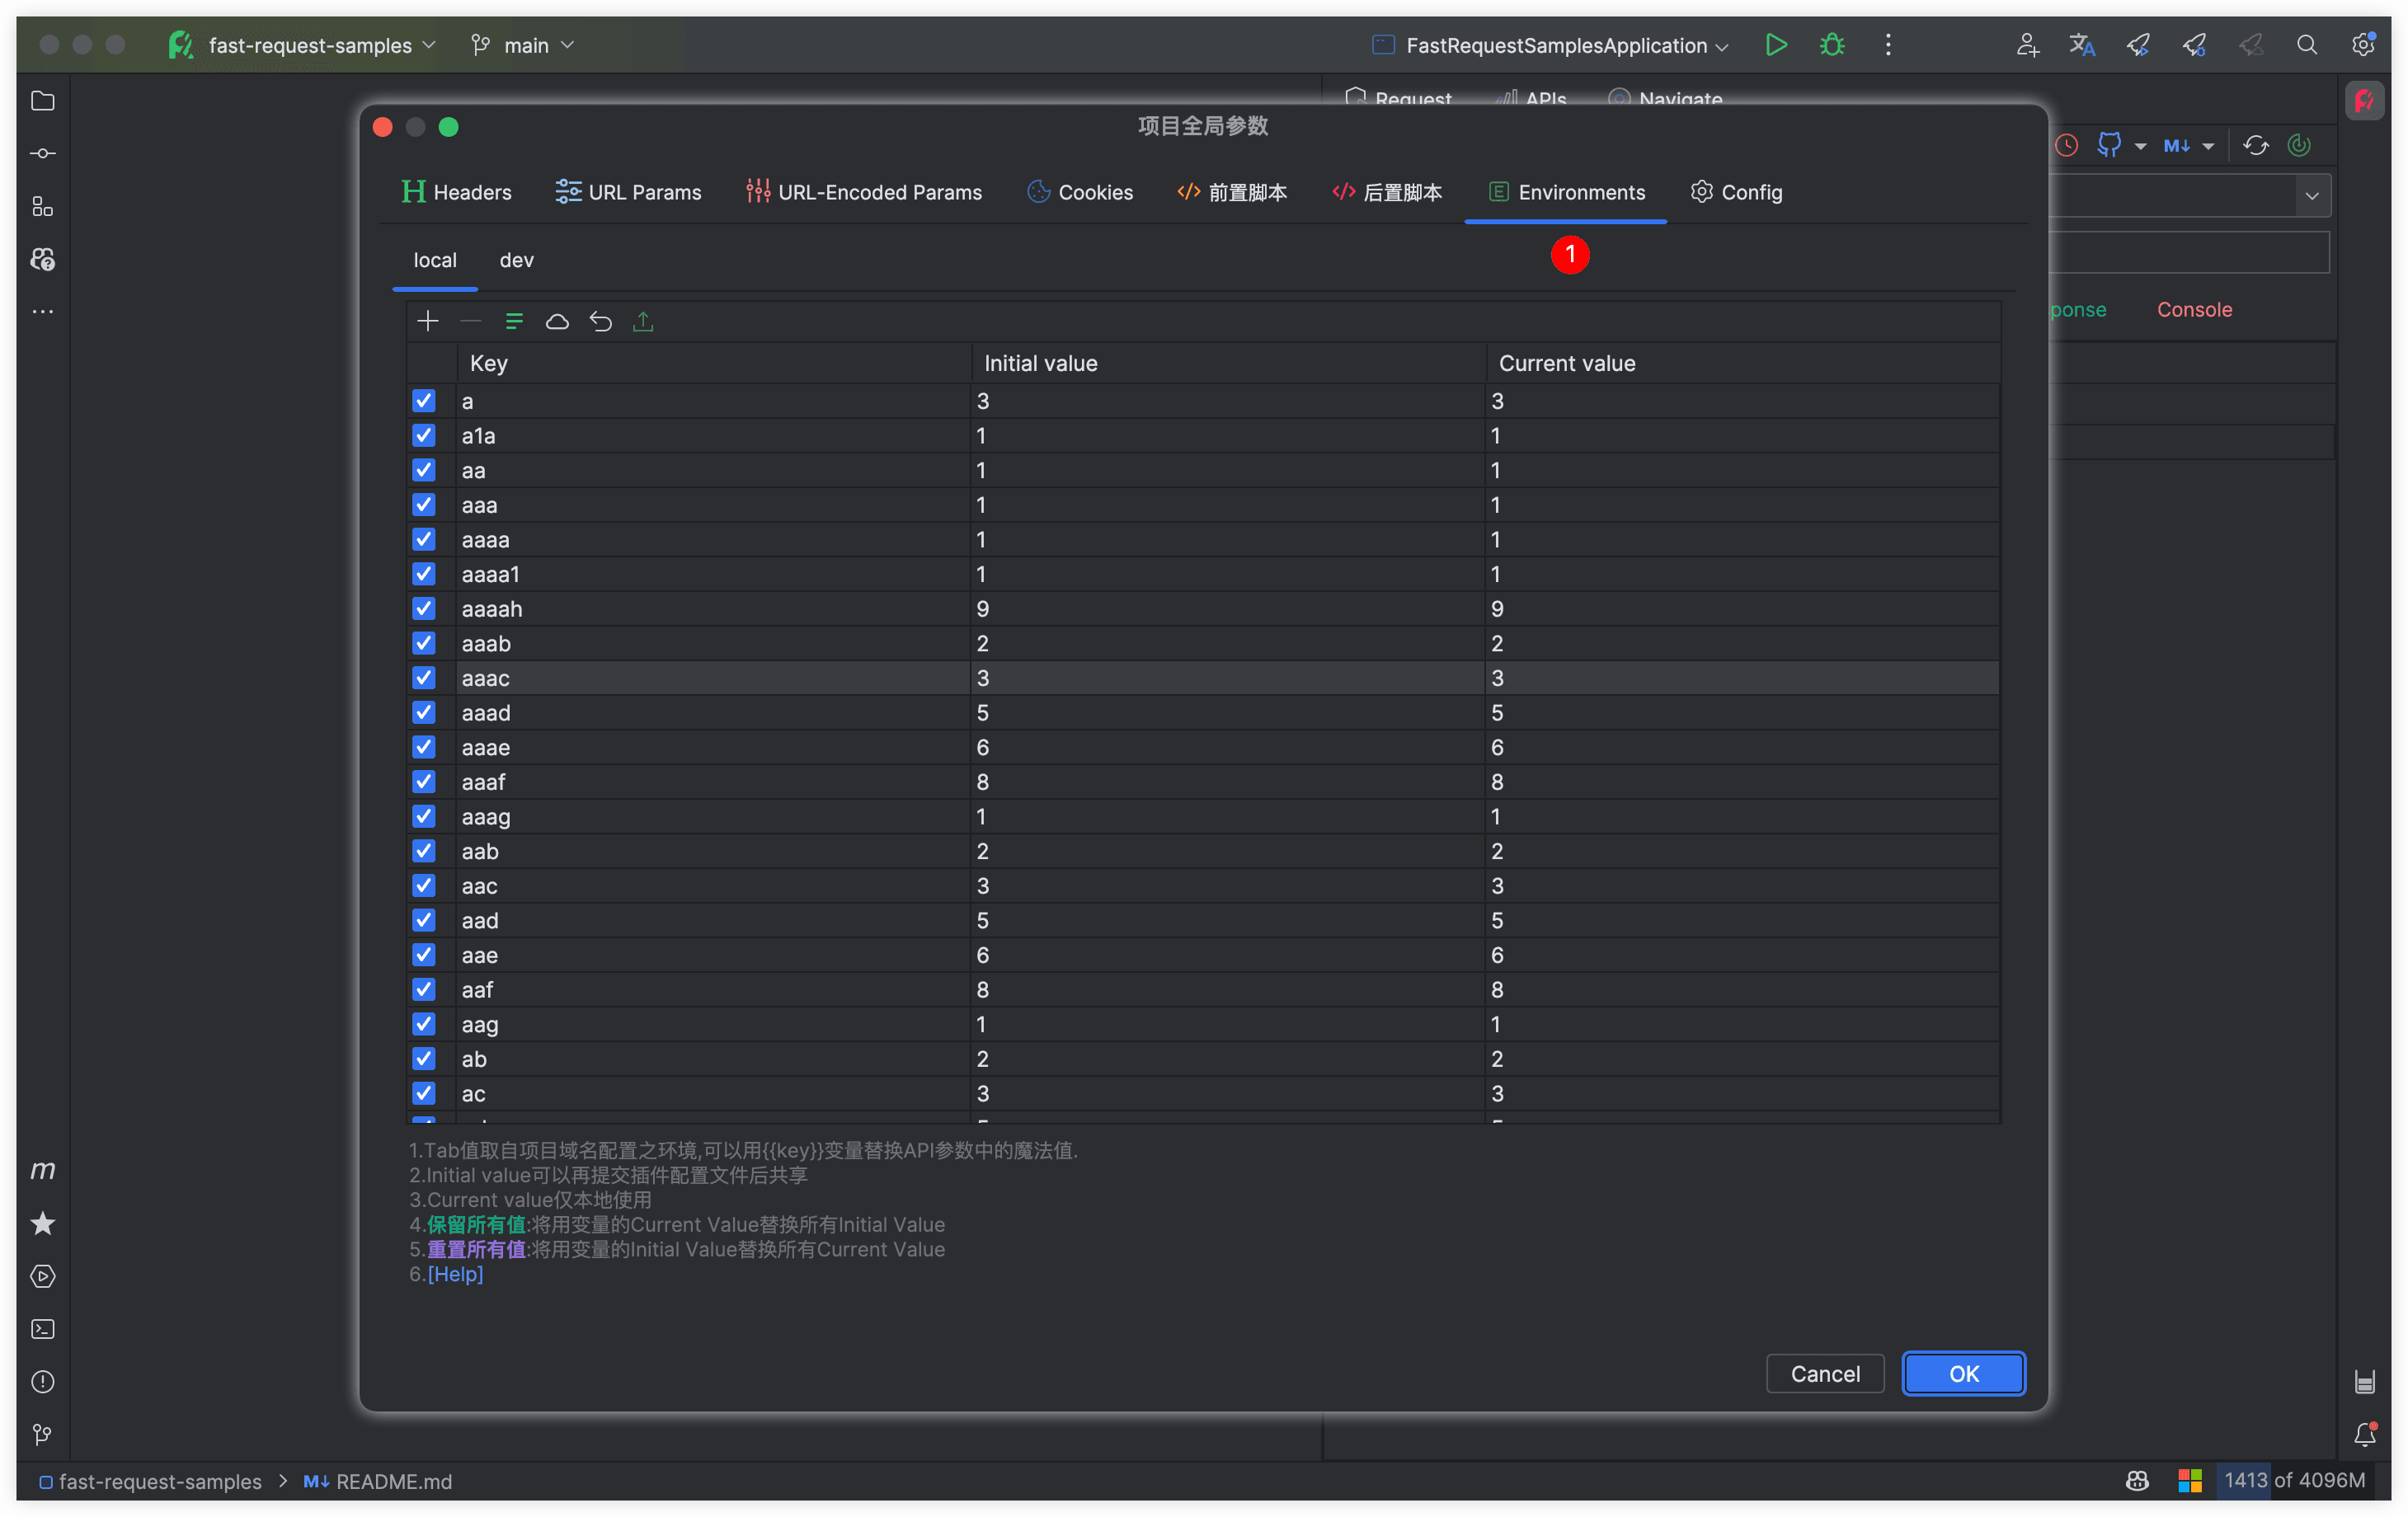 fast-request-samples main FastRequestSamplesApplication
Request APIs Navigate
项目全局参数
Headers URL Params URL-Encoded Params Cookies 前置脚本 后置脚本 Environments Config
M↓
local dev
1
ponse Console
Key Initial value Current value
a 3 3
a1a 1 1
aa 1 1
aaa 1 1
aaaa 1 1
aaaa1 1 1
aaaah 9 9
aaab 2 2
aaac 3 3
aaad 5 5
aaae 6 6
aaaf 8 8
aaag 1 1
aab 2 2
aac 3 3
aad 5 5
aae 6 6
aaf 8 8
aag 1 1
ab 2 2
ac 3 3
1.Tab值取自项目域名配置之环境,可以用{{key}}变量替换API参数中的魔法值.
2.Initial value可以再提交插件配置文件后共享
3.Current value仅本地使用
4.保留所有值:将用变量的Current Value替换所有Initial Value
5.重置所有值:将用变量的Initial Value替换所有Current Value
6.[Help]
Cancel OK
fast-request-samples > M↓ README.md 1413 of 4096M